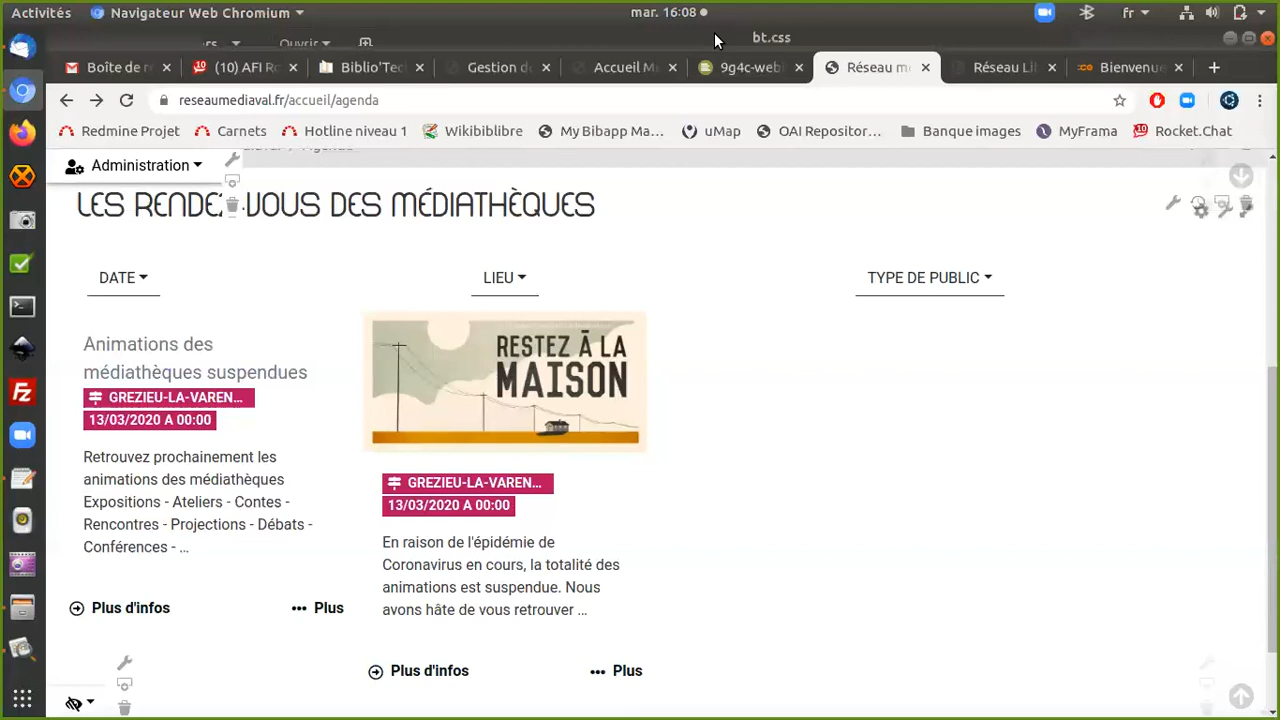 Activités
Navigateur Web Chromium
mar. 16:08
fr
Ouvrir
bt.css
Boîte de r
(10) AFI R
Biblio'Tec
Gestion d
Accueil M
9g4c-web
Réseau m
Réseau Li
Bienvenue
reseaumediaval.fr/accueil/agenda
Redmine Projet
Carnets
Hotline niveau 1
Wikibiblibre
My Bibapp Ma...
uMap
OAI Repositor...
Banque images
MyFrama
Rocket.Chat
Administration
LES RENDEZ-VOUS DES MÉDIATHÈQUES
DATE
LIEU
TYPE DE PUBLIC
Animations des
médiathèques suspendues
GREZIEU-LA-VAREN...
13/03/2020 A 00:00
Retrouvez prochainement les
animations des médiathèques
Expositions - Ateliers - Contes -
Rencontres - Projections - Débats -
Conférences - ...
Plus d'infos
Plus
RESTEZ À LA
MAISON
GREZIEU-LA-VAREN...
13/03/2020 A 00:00
En raison de l'épidémie de
Coronavirus en cours, la totalité des
animations est suspendue. Nous
avons hâte de vous retrouver ...
Plus d'infos
Plus